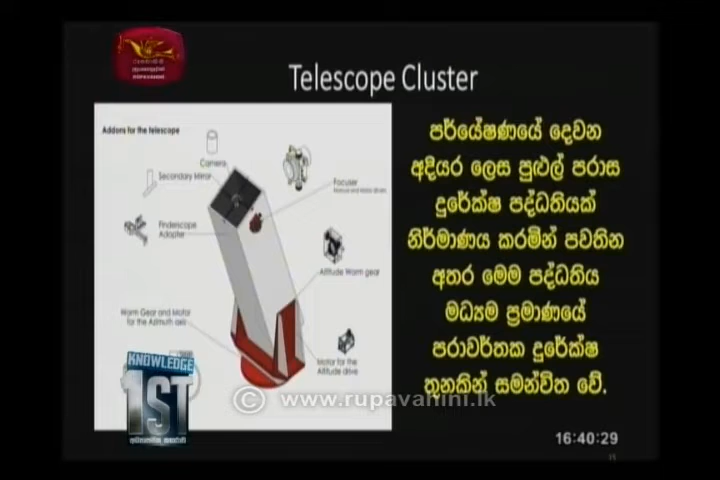 RUPAVAHINI
Telescope Cluster
Addons for the telescope
Camera
Secondary Mirror
Focuser
Finderscope
Adapter
Altitude Worm gear
Worm Gear and Motor
for the Azimuth axis
Motor for the
Altitude drive
පර්යේෂණයේ දෙවන
අදියර ලෙස පුළුල් පරාස
දුරේක්ෂ පද්ධතියක්
නිර්මාණය කරමින් පවතින
අතර මෙම පද්ධතිය
මධ්‍යම ප්‍රමාණයේ
පරාවර්තක දුරේක්ෂ
තුනකින් සමන්විත වේ.
KNOWLEDGE
1ST
© www.rupavahini.lk
16:40:29
15